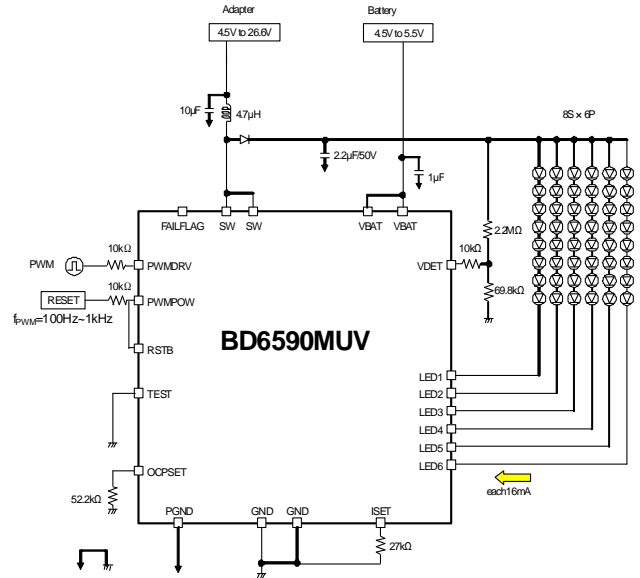 Adapter
Battery
4.5V to 26.6V
4.5V to 5.5V
10μF
4.7μH
8S × 6P
2.2μF/50V
1μF
2.2MΩ
FAILFLAG
SW
SW
VBAT
VBAT
PWM
10kΩ
PWMDRV
VDET
10kΩ
RESET
10kΩ
PWMPOW
69.8kΩ
fPWM=100Hz~1kHz
BD6590MUV
RSTB
LED1
TEST
LED2
LED3
LED4
LED5
OCPSET
LED6
each16mA
52.2kΩ
PGND
GND
GND
ISET
27kΩ